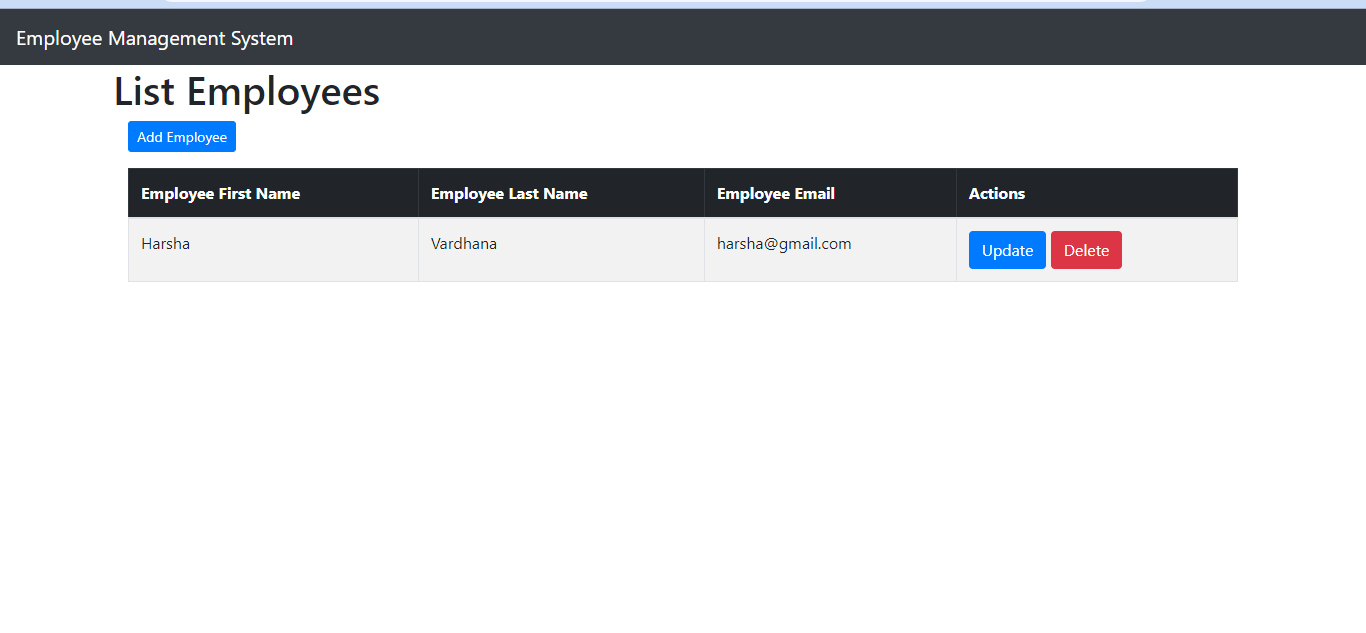 Employee Management System
List Employees
Add Employee
Employee First Name Employee Last Name Employee Email Actions
Harsha Vardhana harsha@gmail.com Update Delete